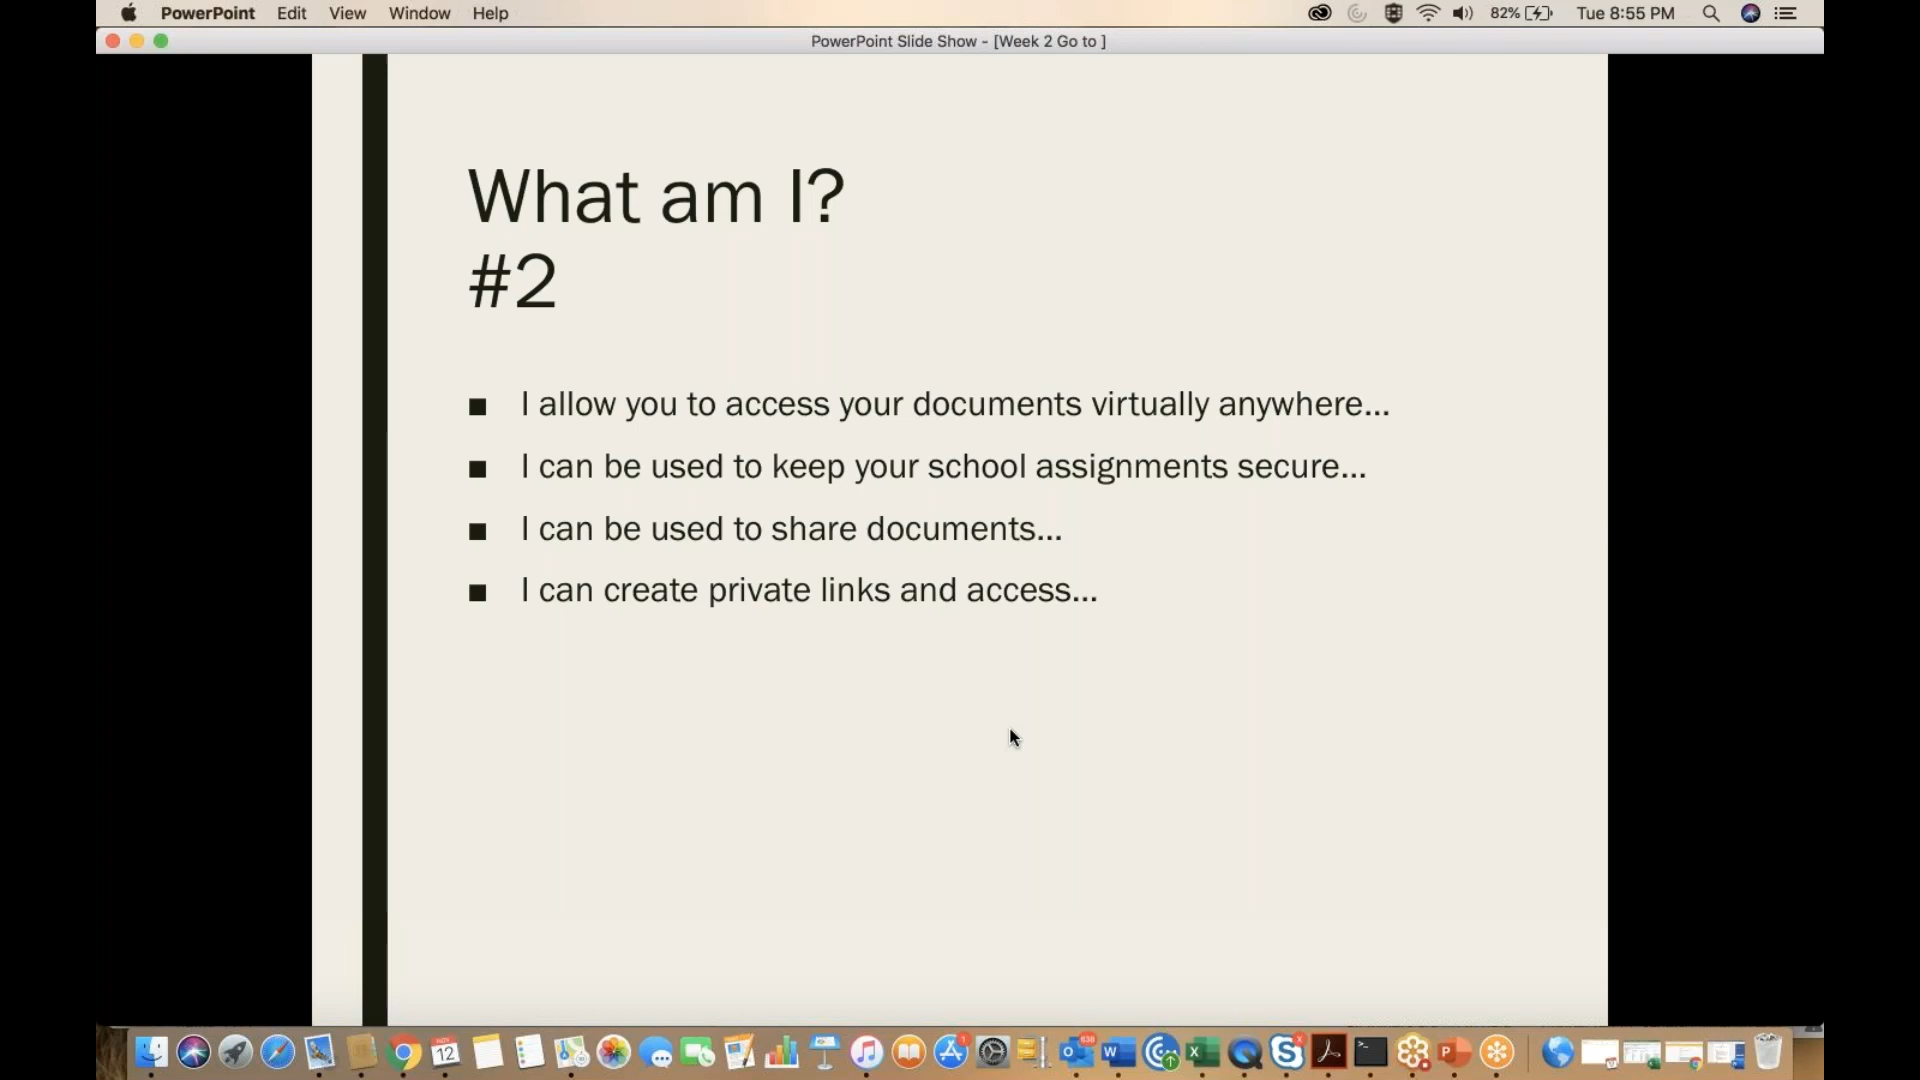 PowerPoint Edit View Window Help 82% Tue 8:55 PM
PowerPoint Slide Show - [Week 2 Go to ]
What am I?
#2
■ I allow you to access your documents virtually anywhere...
■ I can be used to keep your school assignments secure...
■ I can be used to share documents...
■ I can create private links and access...
12